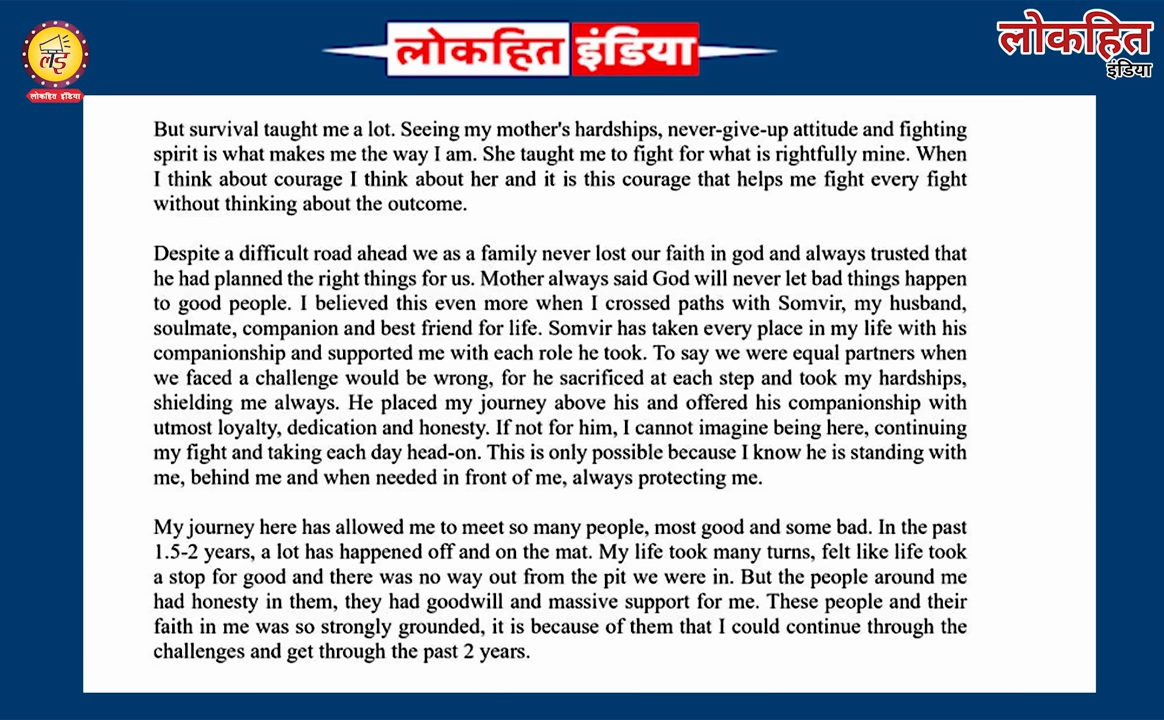 लोकहित इंडिया
लोकहित
इंडिया
लइ
लोकहित इंडिया
But survival taught me a lot. Seeing my mother's hardships, never-give-up attitude and fighting
spirit is what makes me the way I am. She taught me to fight for what is rightfully mine. When
I think about courage I think about her and it is this courage that helps me fight every fight
without thinking about the outcome.
Despite a difficult road ahead we as a family never lost our faith in god and always trusted that
he had planned the right things for us. Mother always said God will never let bad things happen
to good people. I believed this even more when I crossed paths with Somvir, my husband,
soulmate, companion and best friend for life. Somvir has taken every place in my life with his
companionship and supported me with each role he took. To say we were equal partners when
we faced a challenge would be wrong, for he sacrificed at each step and took my hardships,
shielding me always. He placed my journey above his and offered his companionship with
utmost loyalty, dedication and honesty. If not for him, I cannot imagine being here, continuing
my fight and taking each day head-on. This is only possible because I know he is standing with
me, behind me and when needed in front of me, always protecting me.
My journey here has allowed me to meet so many people, most good and some bad. In the past
1.5-2 years, a lot has happened off and on the mat. My life took many turns, felt like life took
a stop for good and there was no way out from the pit we were in. But the people around me
had honesty in them, they had goodwill and massive support for me. These people and their
faith in me was so strongly grounded, it is because of them that I could continue through the
challenges and get through the past 2 years.